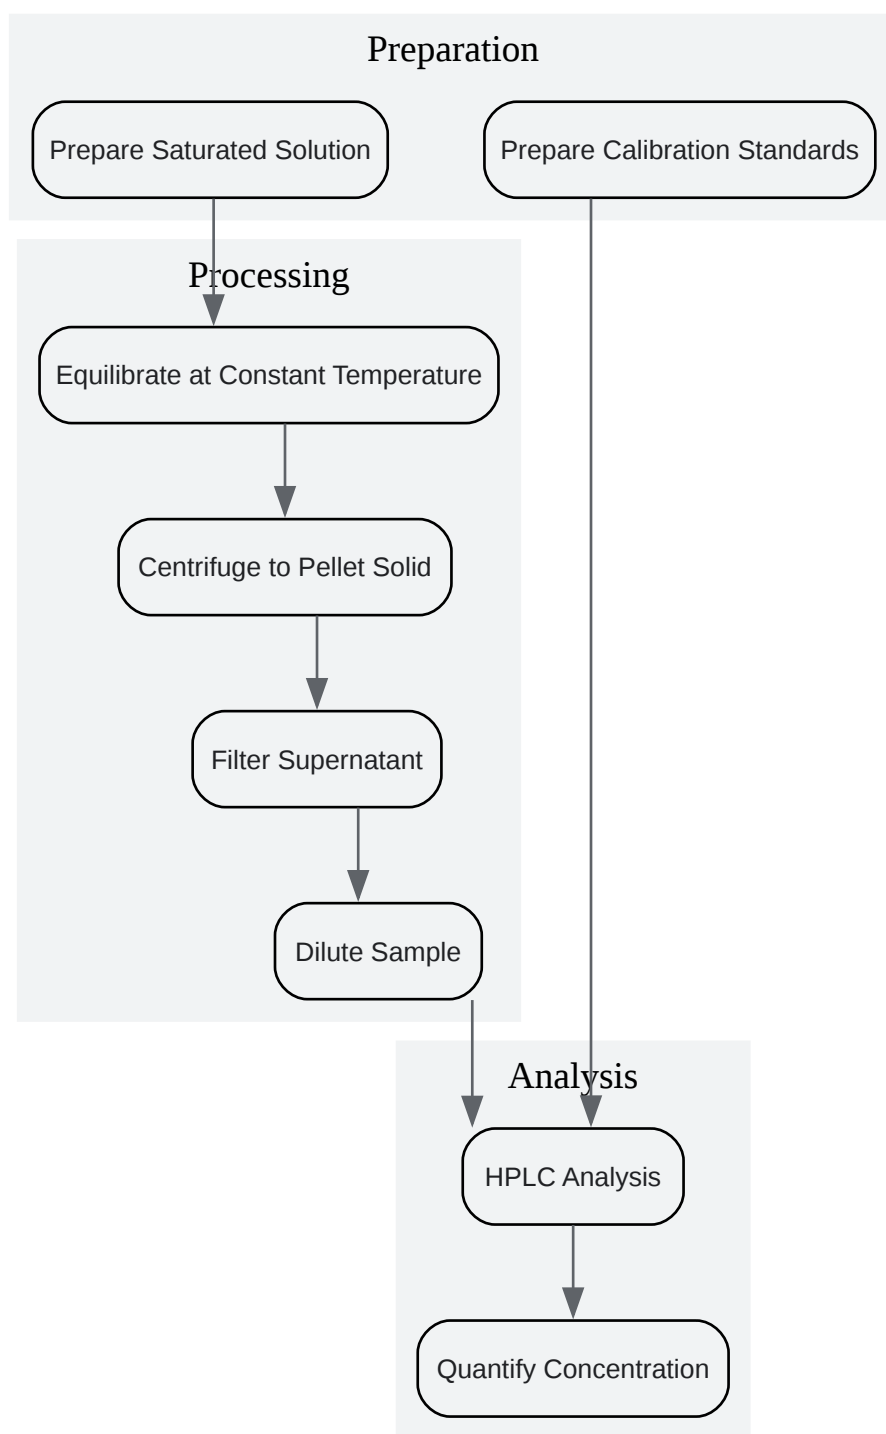 Preparation
Prepare Saturated Solution
Prepare Calibration Standards
Processing
Equilibrate at Constant Temperature
Centrifuge to Pellet Solid
Filter Supernatant
Dilute Sample
Analysis
HPLC Analysis
Quantify Concentration